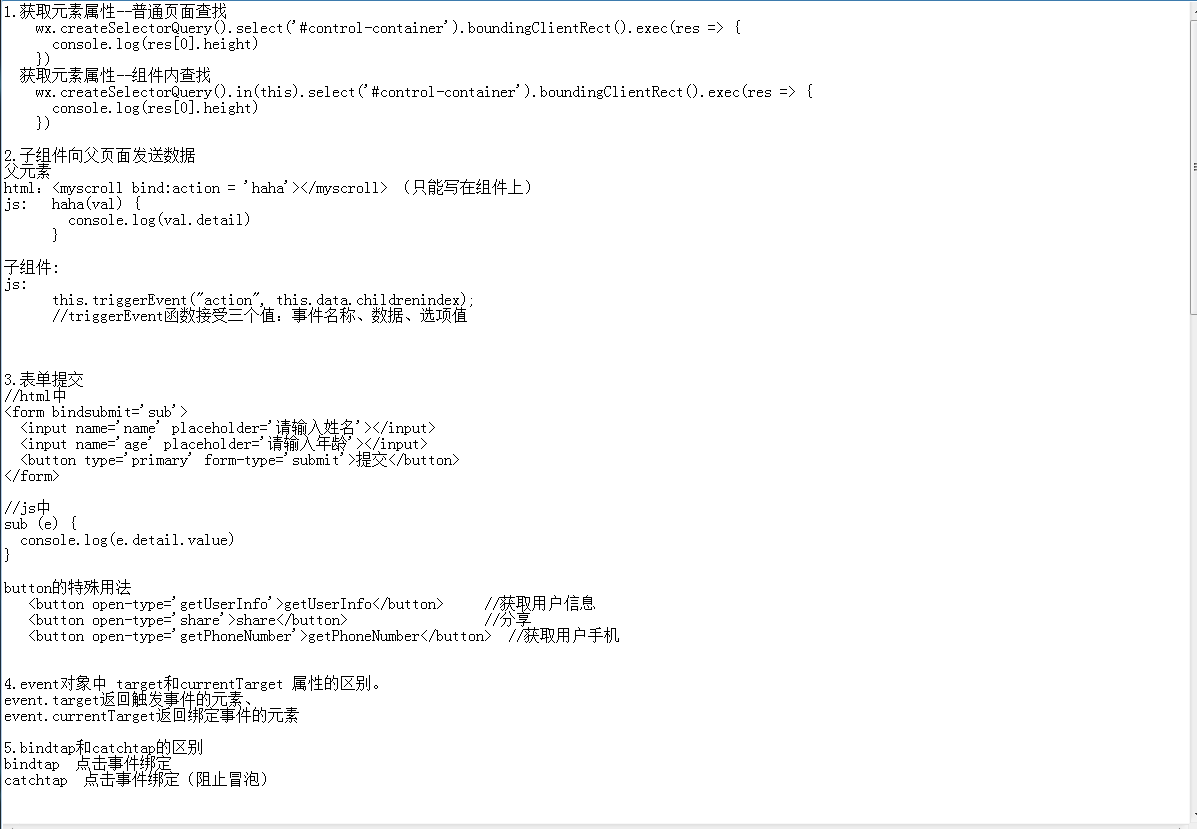 1.获取元素属性--普通页面查找
    wx.createSelectorQuery().select('#control-container').boundingClientRect().exec(res => {
      console.log(res[0].height)
    })
  获取元素属性--组件内查找
    wx.createSelectorQuery().in(this).select('#control-container').boundingClientRect().exec(res => {
      console.log(res[0].height)
    })
2.子组件向父页面发送数据
父元素
html：<myscroll bind:action = 'haha'></myscroll> （只能写在组件上）
js:   haha(val) {
        console.log(val.detail)
      }
子组件:
js:
      this.triggerEvent("action", this.data.childrenindex);
      //triggerEvent函数接受三个值：事件名称、数据、选项值
3.表单提交
//html中
<form bindsubmit='sub'>
  <input name='name' placeholder='请输入姓名'></input>
  <input name='age' placeholder='请输入年龄'></input>
  <button type='primary' form-type='submit'>提交</button>
</form>
//js中
sub (e) {
  console.log(e.detail.value)
}
button的特殊用法
   <button open-type='getUserInfo'>getUserInfo</button>     //获取用户信息
   <button open-type='share'>share</button>                 //分享
   <button open-type='getPhoneNumber'>getPhoneNumber</button>  //获取用户手机
4.event对象中 target和currentTarget 属性的区别。
event.target返回触发事件的元素、
event.currentTarget返回绑定事件的元素
5.bindtap和catchtap的区别
bindtap  点击事件绑定
catchtap  点击事件绑定（阻止冒泡）